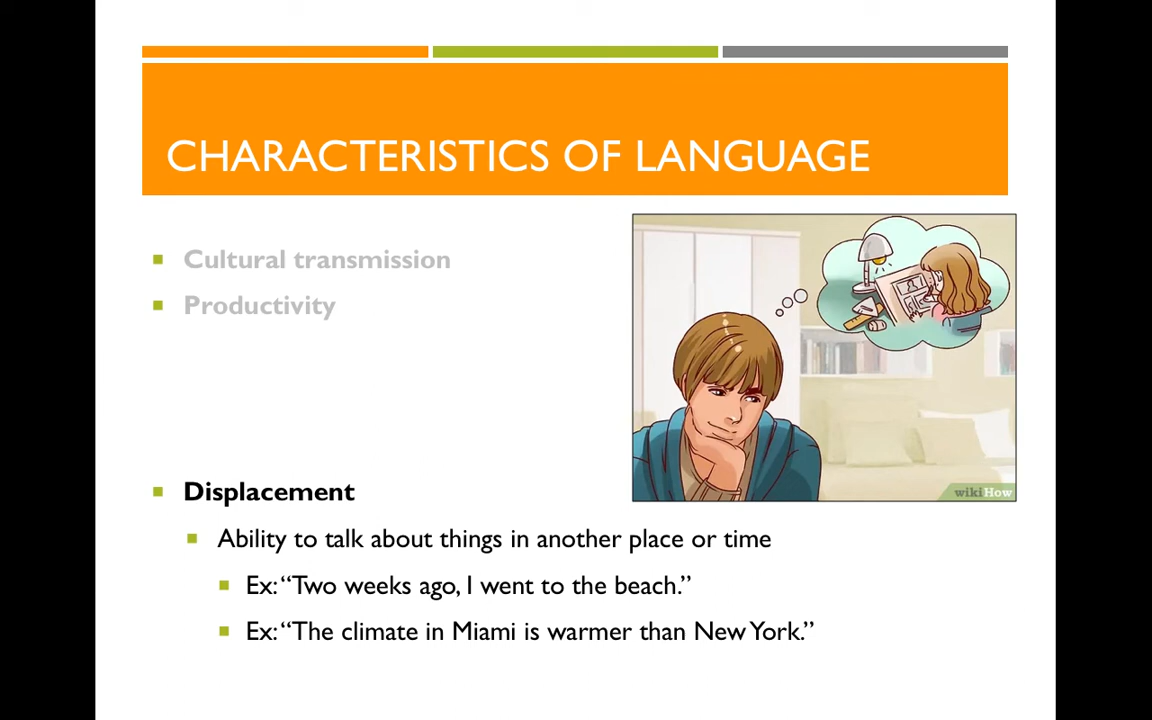 CHARACTERISTICS OF LANGUAGE
Cultural transmission
Productivity
wikiHow
Displacement
Ability to talk about things in another place or time
Ex: “Two weeks ago, I went to the beach.”
Ex: “The climate in Miami is warmer than New York.”